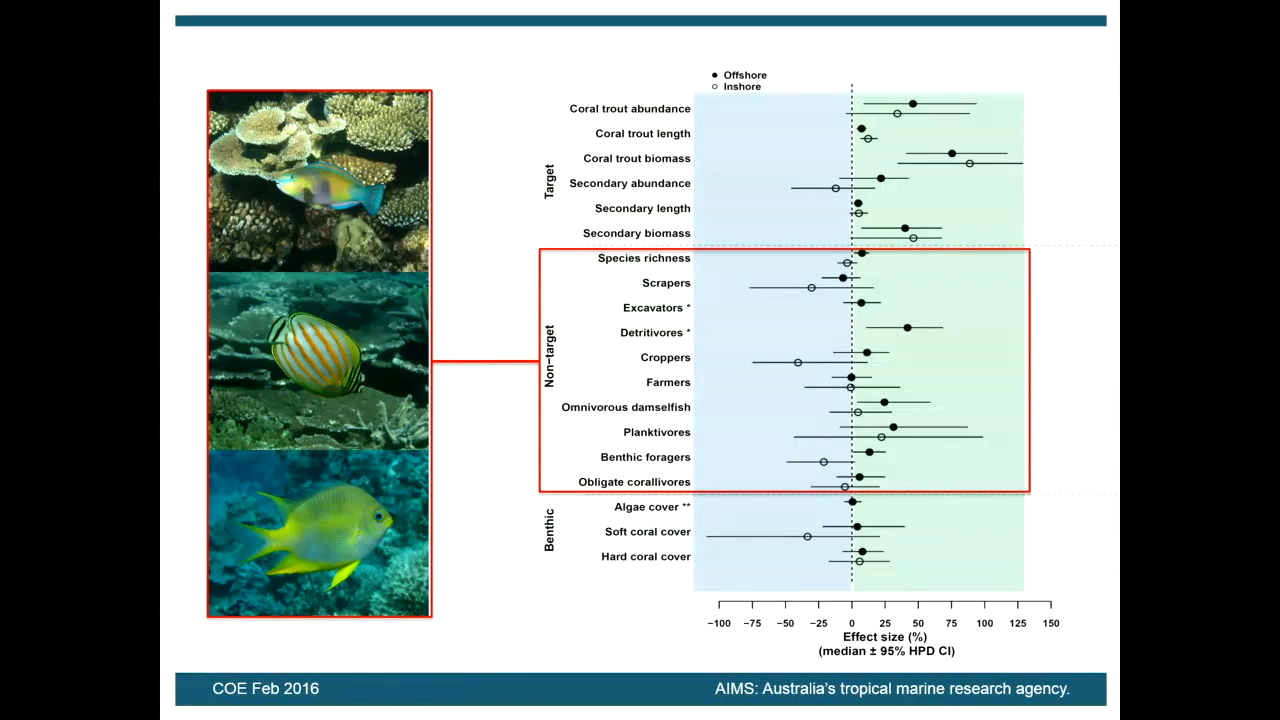 Offshore
Inshore
Target
Coral trout abundance
Coral trout length
Coral trout biomass
Secondary abundance
Secondary length
Secondary biomass
Non−target
Species richness
Scrapers
Excavators *
Detritivores *
Croppers
Farmers
Omnivorous damselfish
Planktivores
Benthic foragers
Obligate corallivores
Benthic
Algae cover **
Soft coral cover
Hard coral cover
−100 −75 −50 −25 0 25 50 75 100 125 150
Effect size (%)
(median ± 95% HPD CI)
COE Feb 2016
AIMS: Australia's tropical marine research agency.